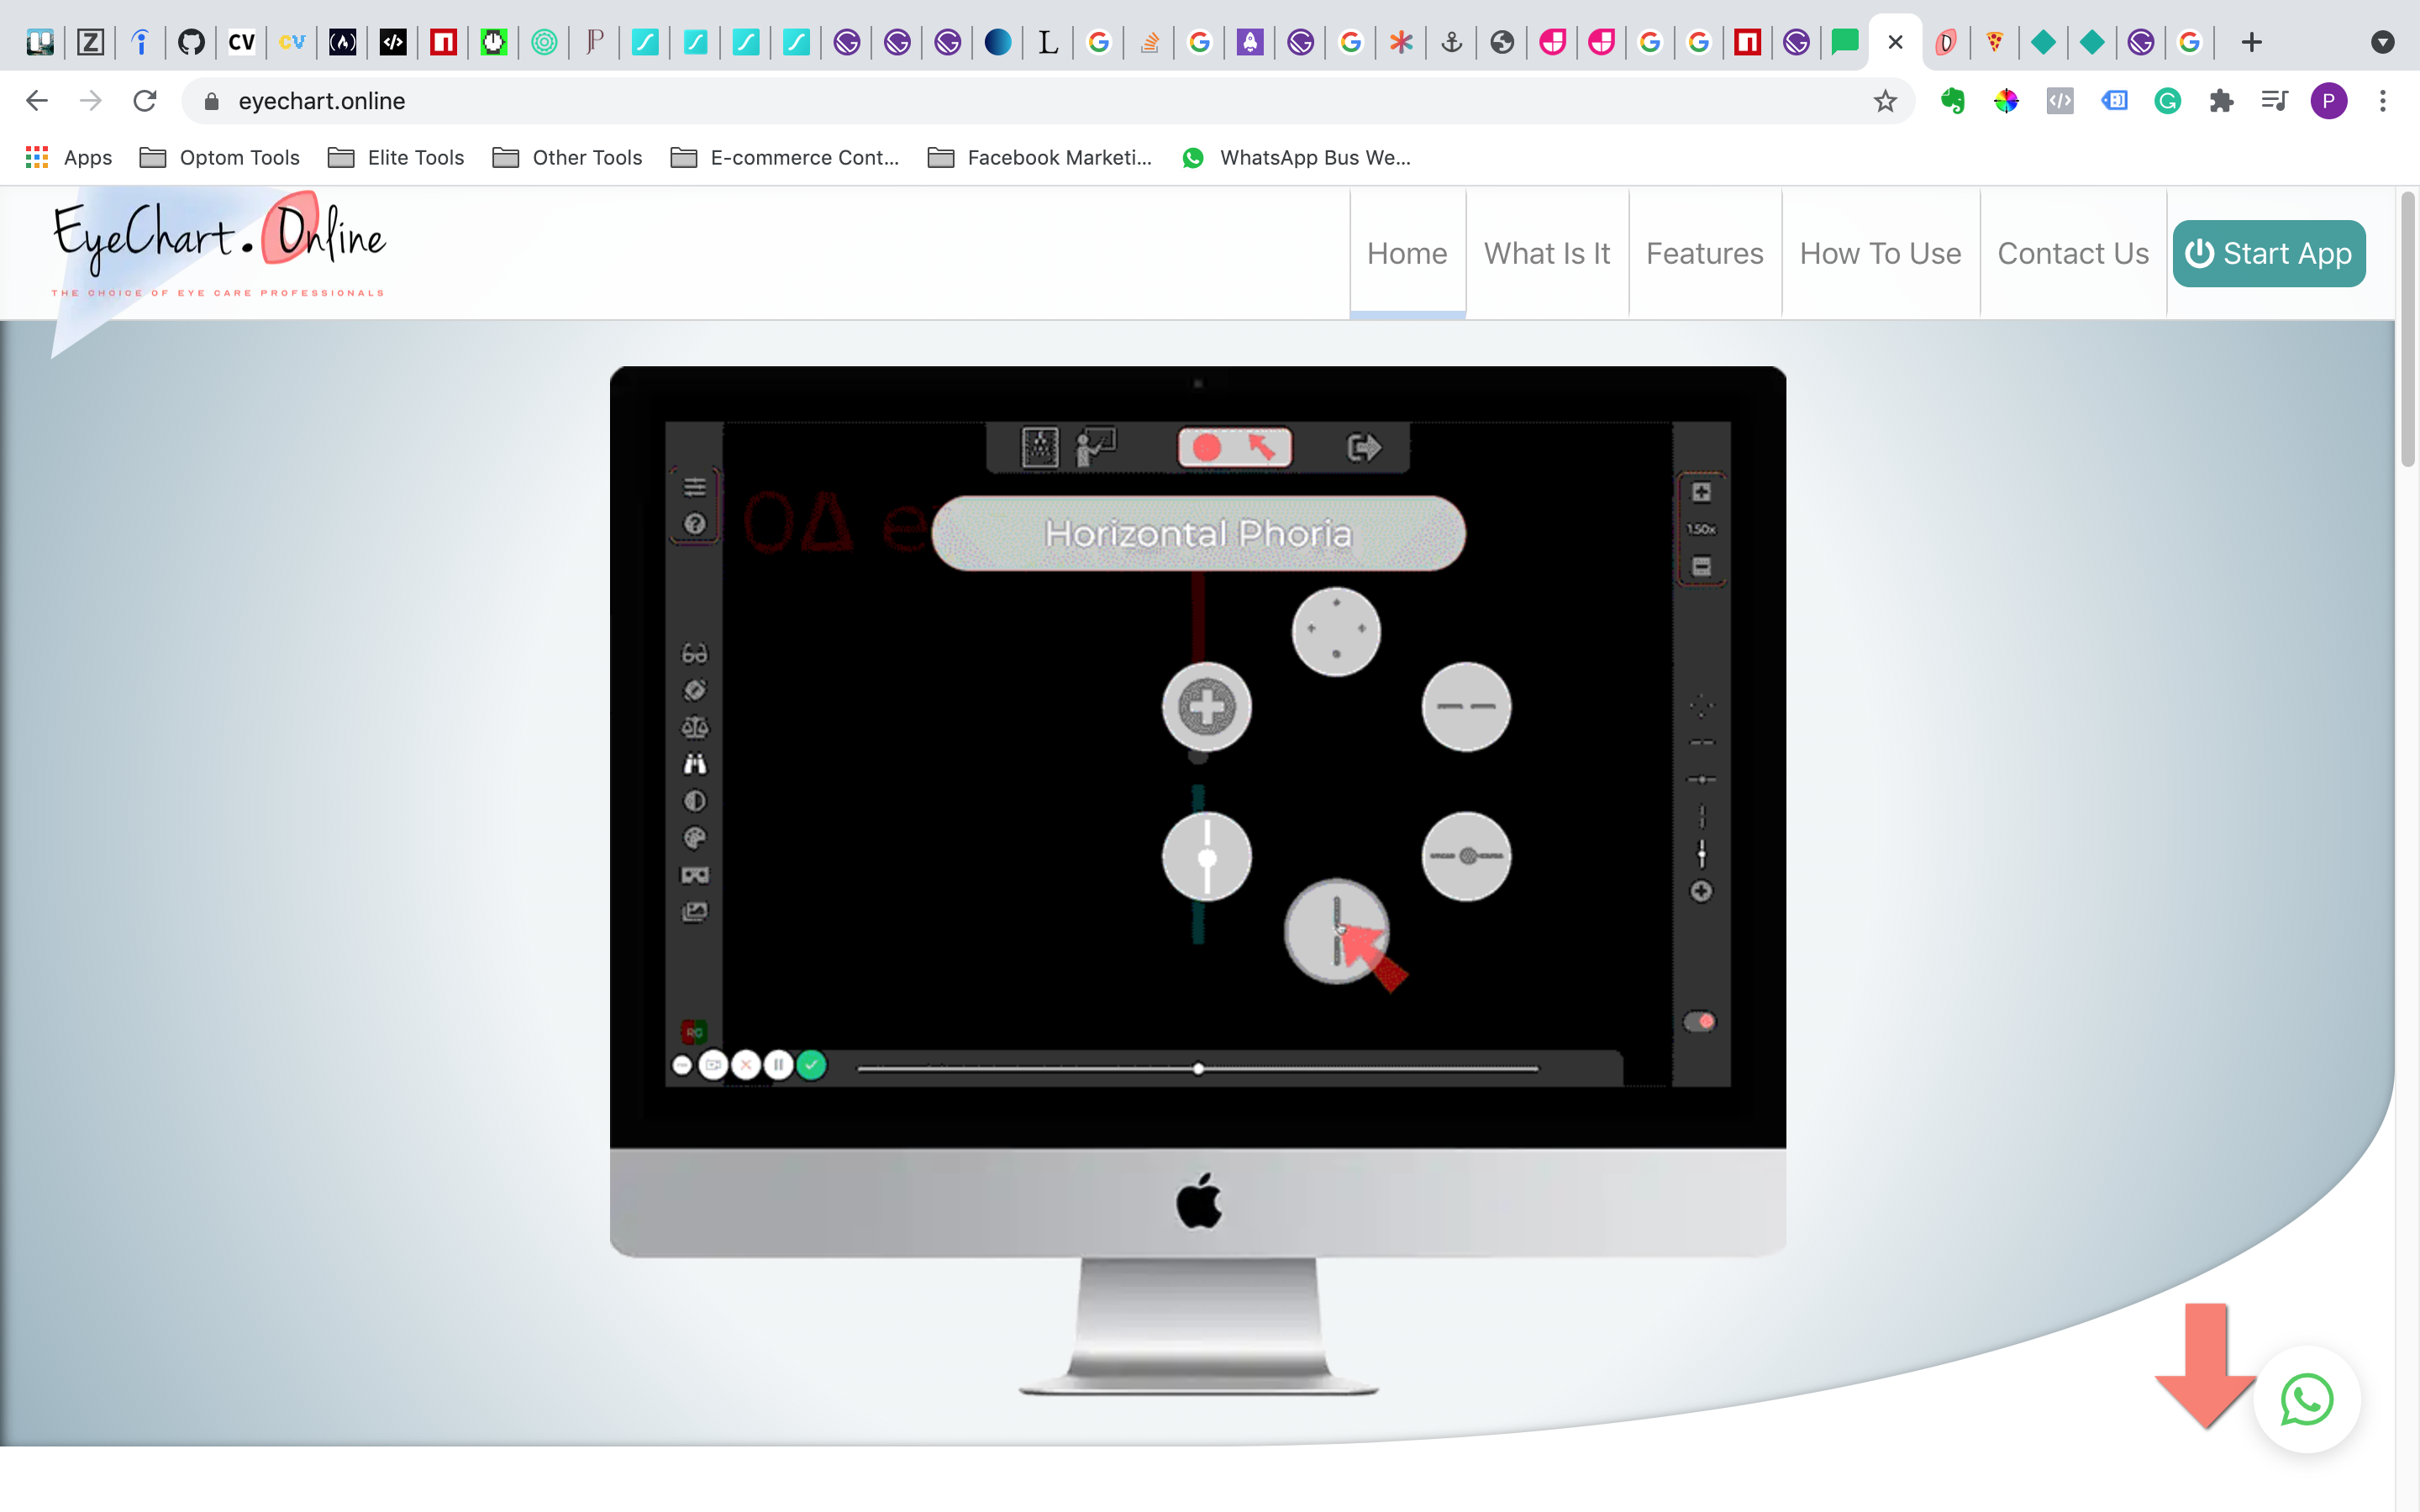 eyechart.online
Apps
Optom Tools
Elite Tools
Other Tools
E-commerce Cont...
Facebook Marketi...
WhatsApp Bus We...
P
EyeChart.Online
THE CHOICE OF EYE CARE PROFESSIONALS
Home
What Is It
Features
How To Use
Contact Us
Start App
OΔ e
Horizontal Phoria
1.50x
RG